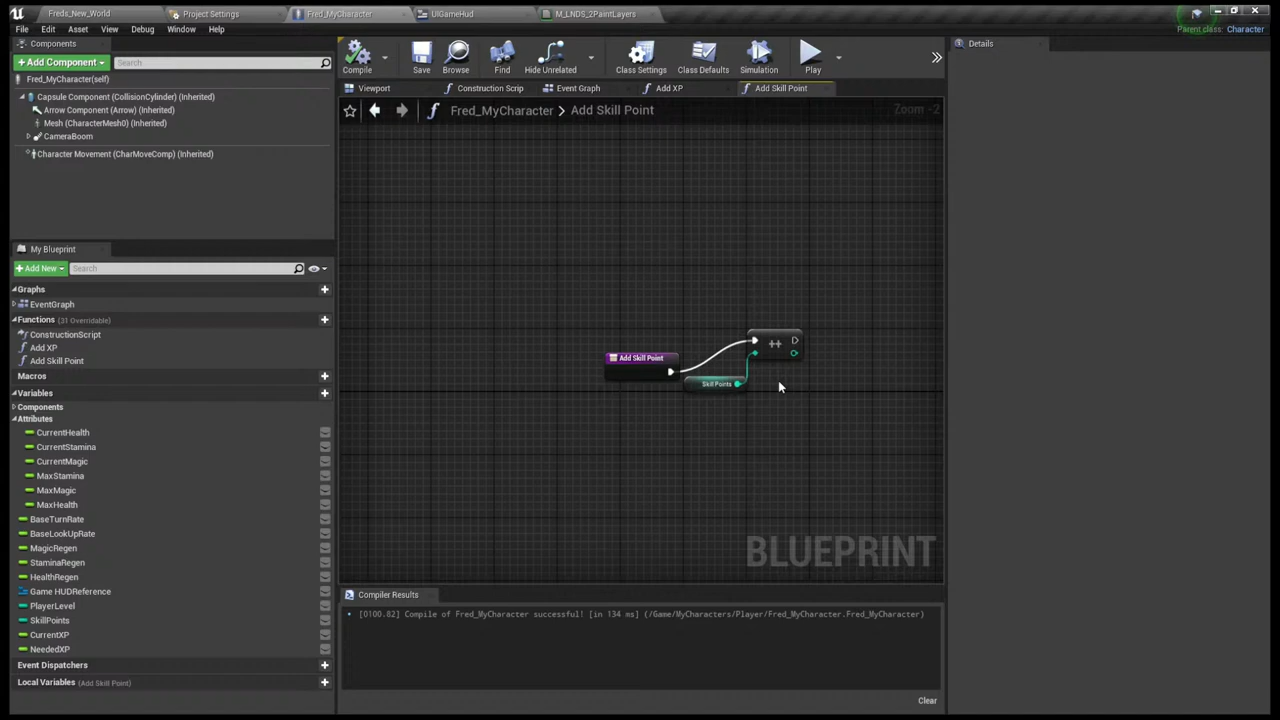 Freds_New_World
Project Settings
Fred_MyCharacter
UIGameHud
M_LNDS_2PaintLayers
File Edit Asset View Debug Window Help
Parent class: Character
Components
+ Add Component
Search
Fred_MyCharacter(self)
Capsule Component (CollisionCylinder) (Inherited)
Arrow Component (Arrow) (Inherited)
Mesh (CharacterMesh0) (Inherited)
CameraBoom
Character Movement (CharMoveComp) (Inherited)
My Blueprint
+ Add New
Search
Graphs
EventGraph
Functions (31 Overridable)
ConstructionScript
Add XP
Add Skill Point
Macros
Variables
Components
Attributes
CurrentHealth
CurrentStamina
CurrentMagic
MaxStamina
MaxMagic
MaxHealth
BaseTurnRate
BaseLookUpRate
MagicRegen
StaminaRegen
HealthRegen
Game HUDReference
PlayerLevel
SkillPoints
CurrentXP
NeededXP
Event Dispatchers
Local Variables (Add Skill Point)
Compile
Save
Browse
Find
Hide Unrelated
Class Settings
Class Defaults
Simulation
Play
Viewport
Construction Scrip
Event Graph
Add XP
Add Skill Point
Fred_MyCharacter > Add Skill Point
Zoom -2
Add Skill Point
Skill Points
++
BLUEPRINT
Compiler Results
[0100.82] Compile of Fred_MyCharacter successful! [in 134 ms] (/Game/MyCharacters/Player/Fred_MyCharacter.Fred_MyCharacter)
Clear
Details